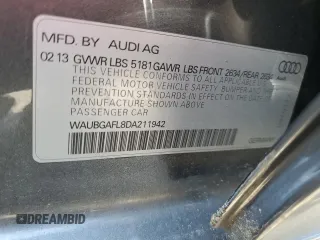 MFD. BY AUDI AG
02 13 GVWR LBS 5181 GAWR LBS FRONT 2634/REAR 
THIS VEHICLE CONFORMS TO ALL APPLICABLE
FEDERAL MOTOR VEHICLE SAFETY, BUMPER, AND
THEFT PREVENTION STANDARDS IN EFFECT ON
THE DATE OF MANUFACTURE SHOWN ABOVE
PASSENGER CAR
WAUBGAFL8DA211942
DREAMBID